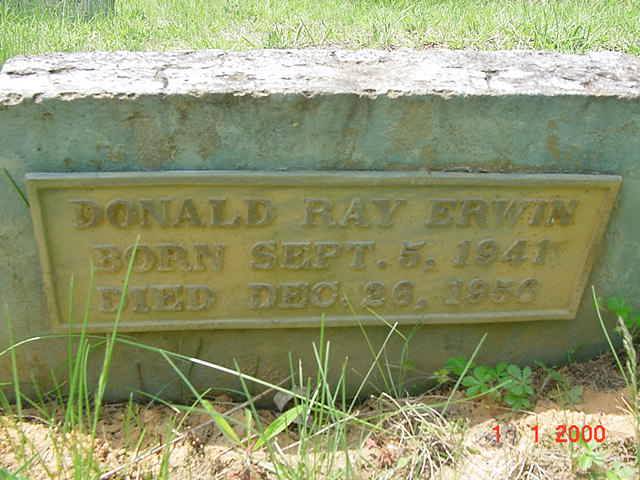 DONALD RAY ERWIN
BORN SEPT. 5, 1941
DIED DEC. 26, 1956
1 1 2000